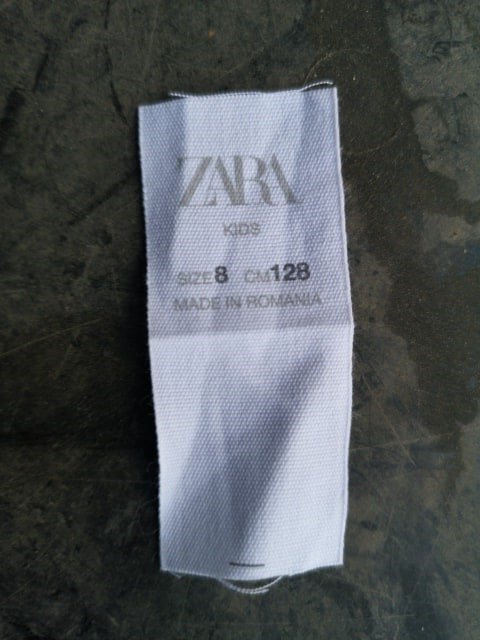 ZARA
KIDS
SIZE 8 CM 128
MADE IN ROMANIA